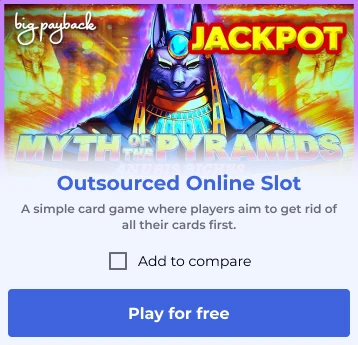 big payback
JACKPOT
MYTH OF THE PYRAMIDS
Outsourced Online Slot
A simple card game where players aim to get rid of
all their cards first.
Add to compare
Play for free